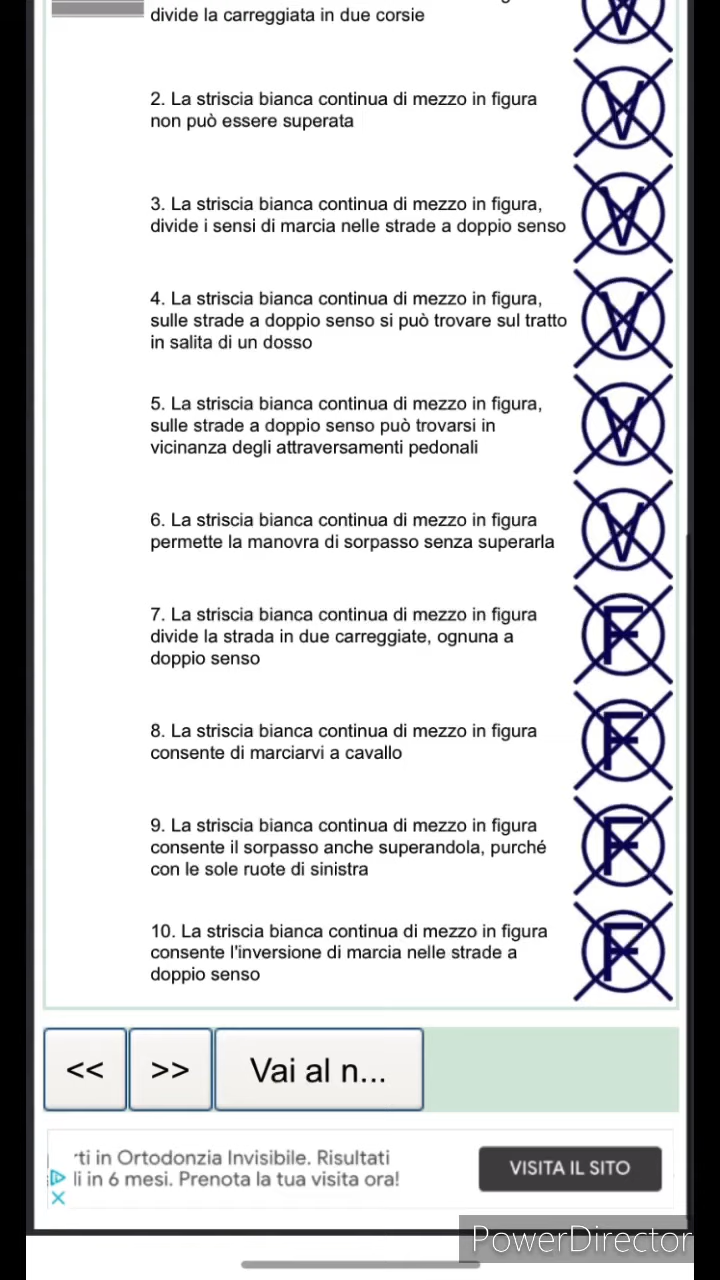 divide la carreggiata in due corsie
V
2. La striscia bianca continua di mezzo in figura
non può essere superata
V
3. La striscia bianca continua di mezzo in figura,
divide i sensi di marcia nelle strade a doppio senso
V
4. La striscia bianca continua di mezzo in figura,
sulle strade a doppio senso si può trovare sul tratto
in salita di un dosso
V
5. La striscia bianca continua di mezzo in figura,
sulle strade a doppio senso può trovarsi in
vicinanza degli attraversamenti pedonali
V
6. La striscia bianca continua di mezzo in figura
permette la manovra di sorpasso senza superarla
V
7. La striscia bianca continua di mezzo in figura
divide la strada in due carreggiate, ognuna a
doppio senso
F
8. La striscia bianca continua di mezzo in figura
consente di marciarvi a cavallo
F
9. La striscia bianca continua di mezzo in figura
consente il sorpasso anche superandola, purché
con le sole ruote di sinistra
F
10. La striscia bianca continua di mezzo in figura
consente l'inversione di marcia nelle strade a
doppio senso
F
<< >> Vai al n...
rti in Ortodonzia Invisibile. Risultati
li in 6 mesi. Prenota la tua visita ora!
VISITA IL SITO
PowerDirector